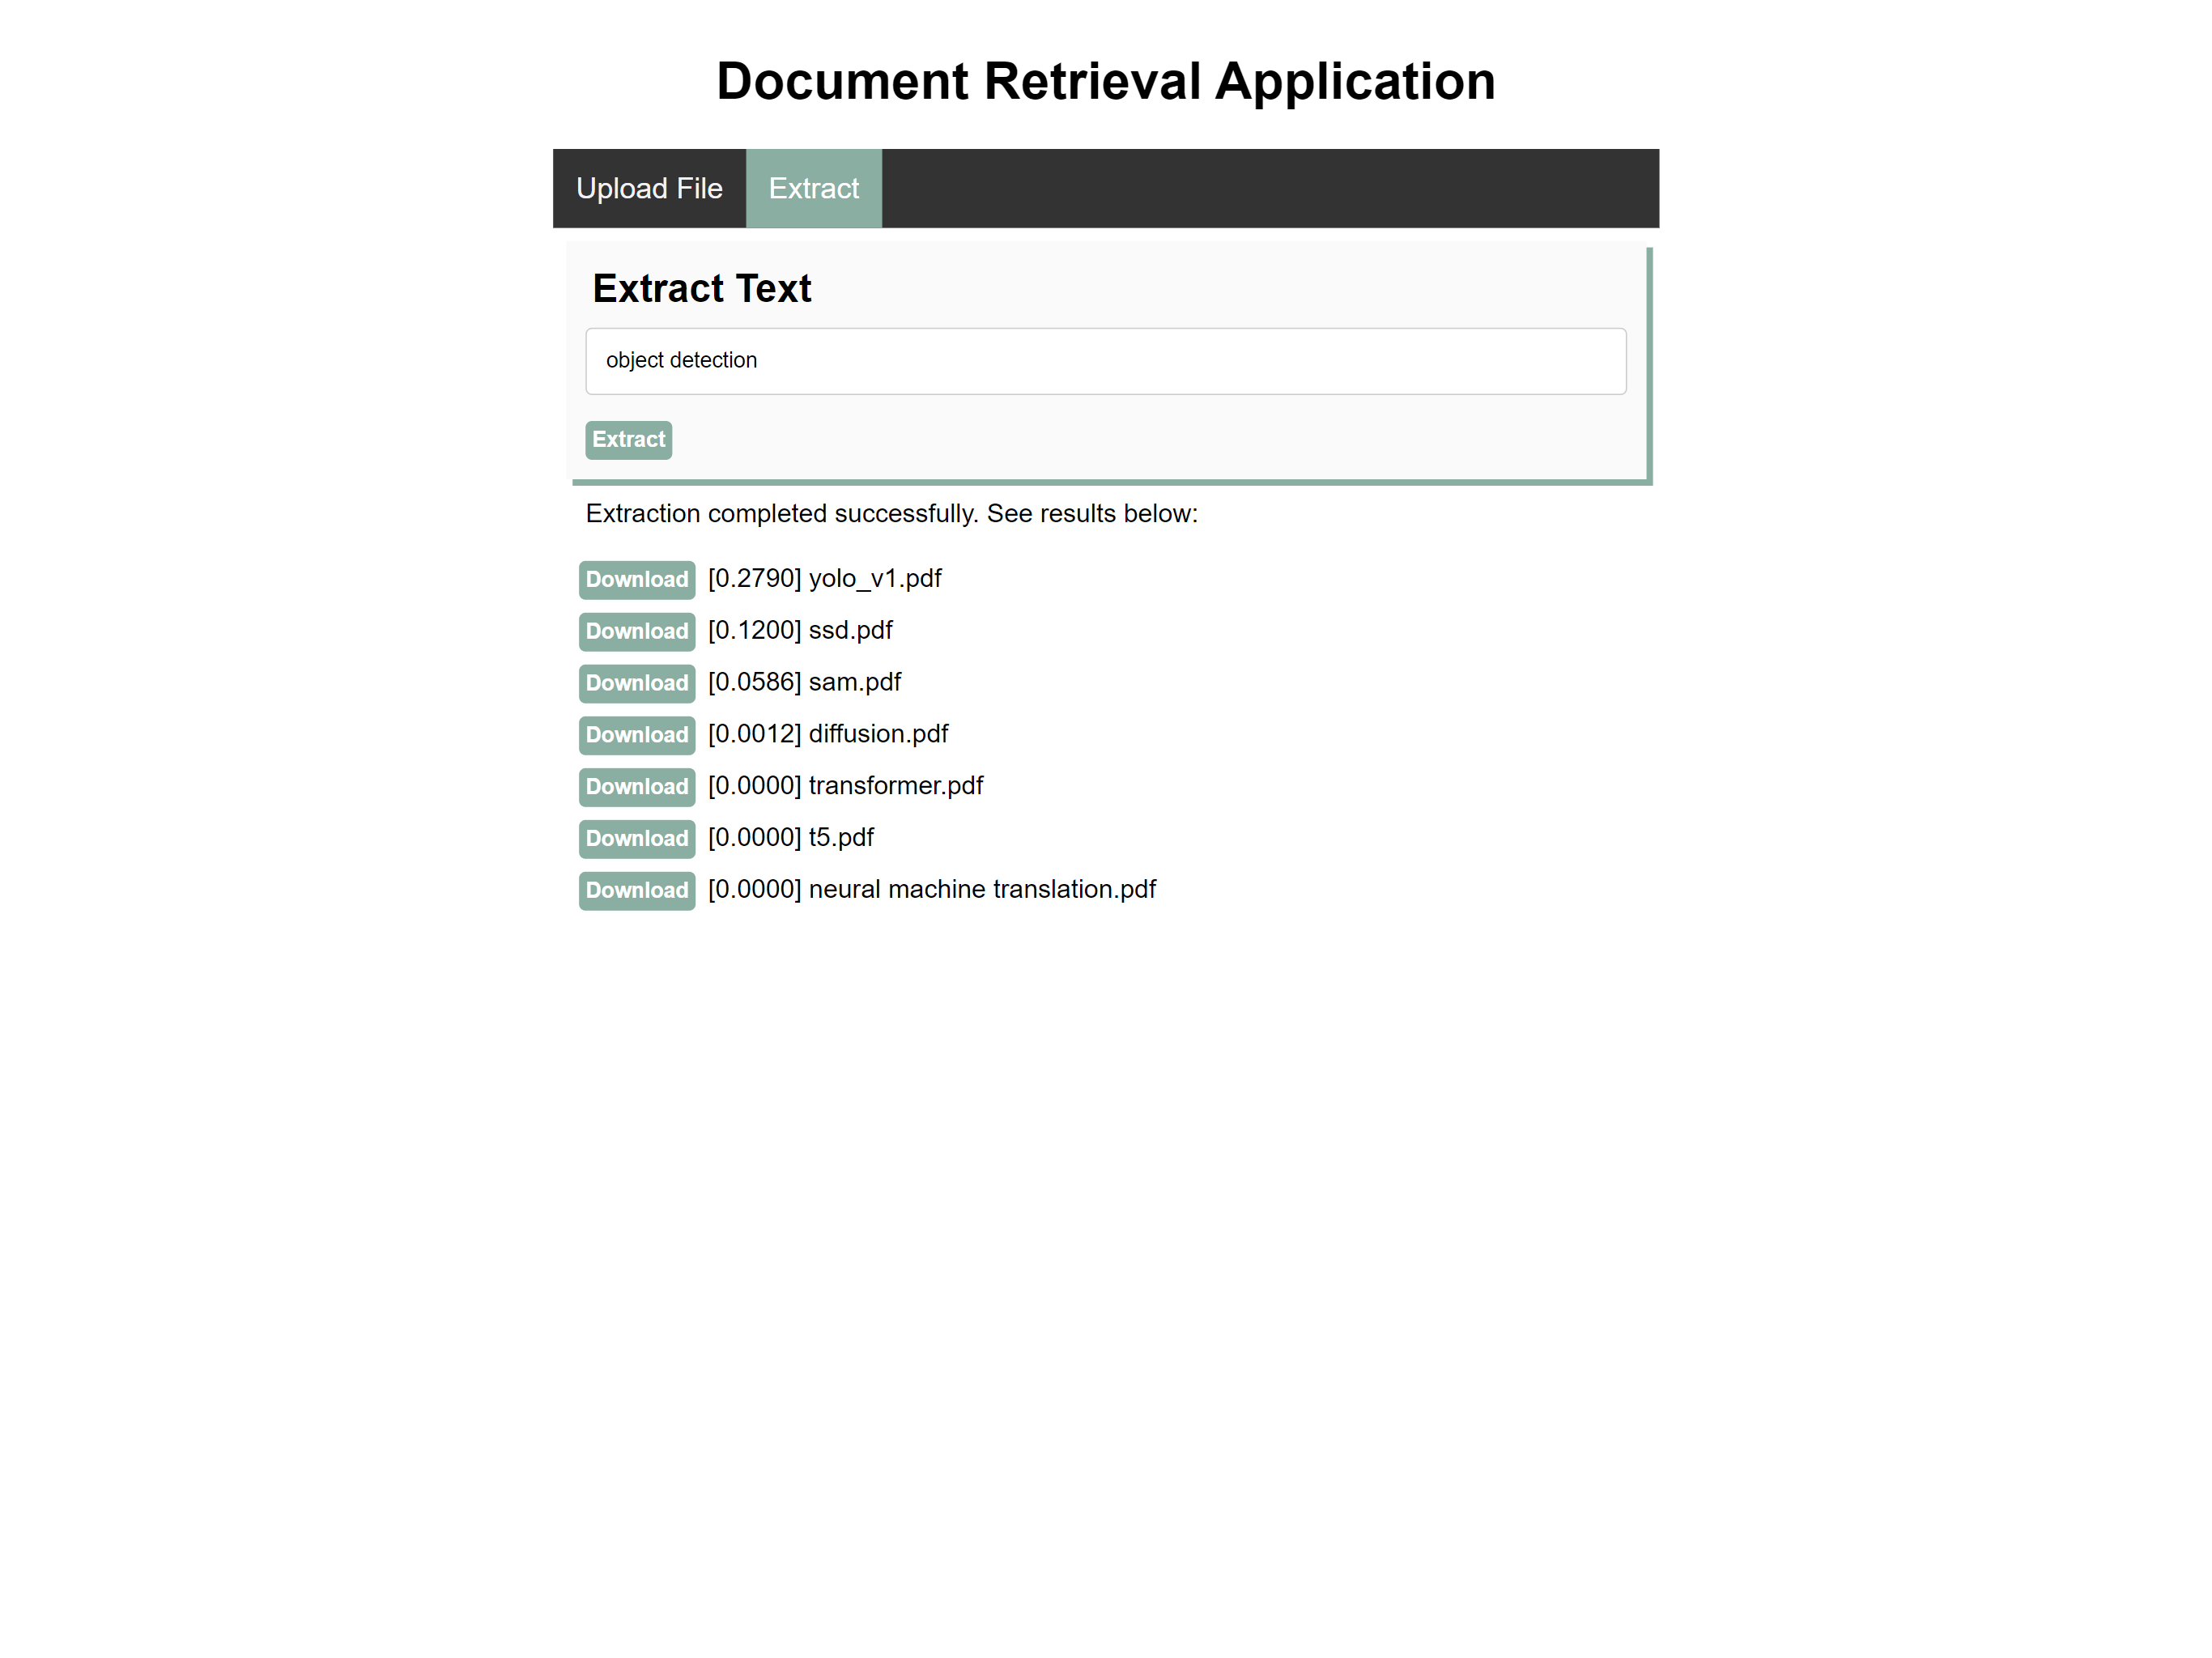 Document Retrieval Application
Upload File Extract
Extract Text
object detection
Extract
Extraction completed successfully. See results below:
Download [0.2790] yolo_v1.pdf
Download [0.1200] ssd.pdf
Download [0.0586] sam.pdf
Download [0.0012] diffusion.pdf
Download [0.0000] transformer.pdf
Download [0.0000] t5.pdf
Download [0.0000] neural machine translation.pdf